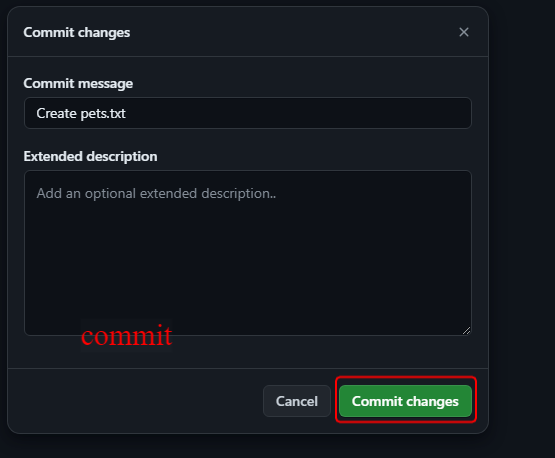 Commit changes
Commit message
Create pets.txt
Extended description
Add an optional extended description..
commit
Cancel
Commit changes